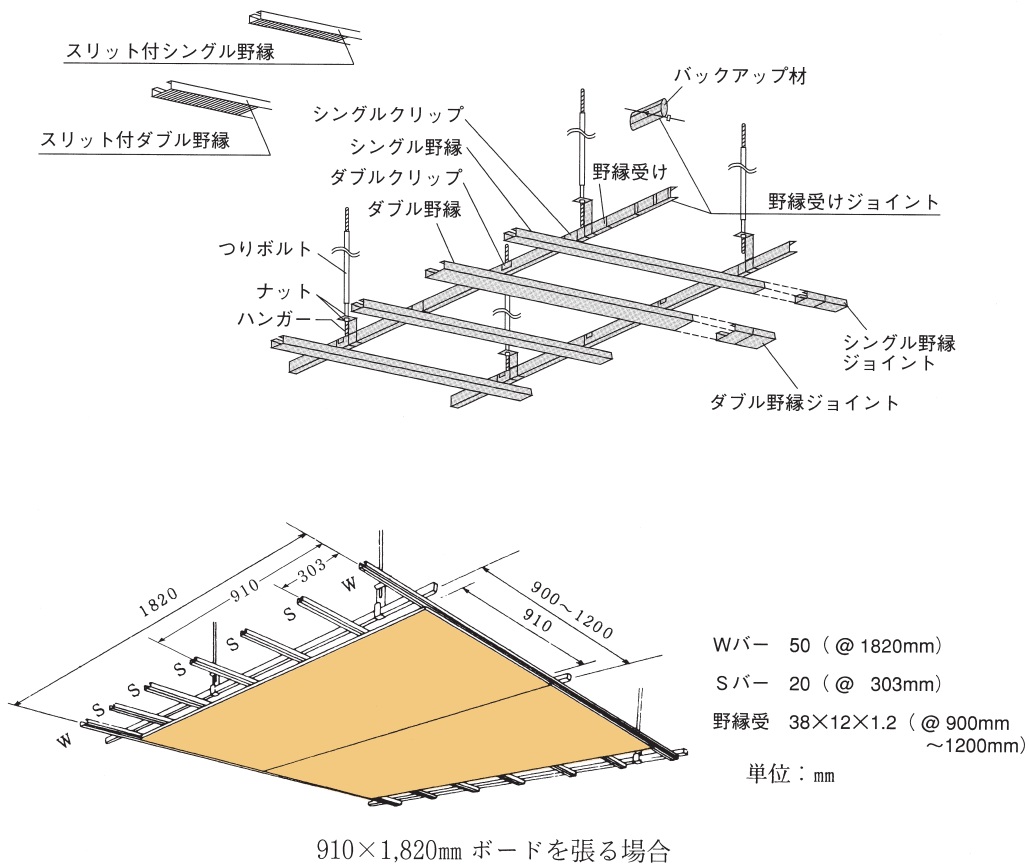 スリット付シングル野縁
スリット付ダブル野縁
バックアップ材
シングルクリップ
シングル野縁
ダブルクリップ
ダブル野縁
野縁受け
野縁受けジョイント
つりボルト
ナット
ハンガー
シングル野縁
ジョイント
ダブル野縁ジョイント
1820
910
303
W
S
S
S
S
S
W
900～1200
910
Wバー 50（@ 1820mm）
Sバー 20（@ 303mm）
野縁受 38×12×1.2（@ 900mm
～1200mm）
単位：mm
910×1,820mm ボードを張る場合